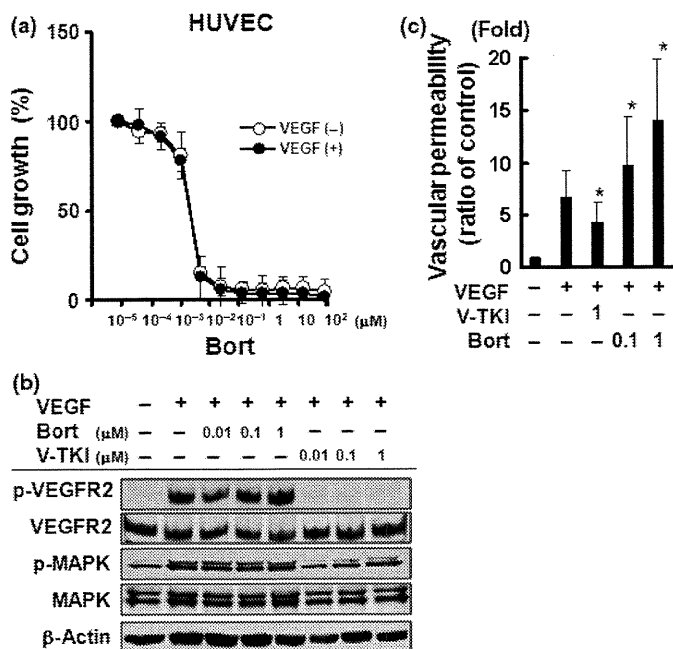 (a) HUVEC
Cell growth (%)
100
50
0
VEGF (–)
VEGF (+)
10⁻⁵ 10⁻⁴ 10⁻³ 10⁻² 10⁻¹ 1 10 10² (μM)
Bort
(c) (Fold)
Vascular permeability
(ratio of control)
25
20
15
10
5
0
* * *
VEGF – + + + +
V-TKI – – 1 – –
Bort – – – 0.1 1
(b)
VEGF – + + + + + + +
Bort (μM) – – 0.01 0.1 1 – – –
V-TKI (μM) – – – – – 0.01 0.1 1
p-VEGFR2
VEGFR2
p-MAPK
MAPK
β-Actin